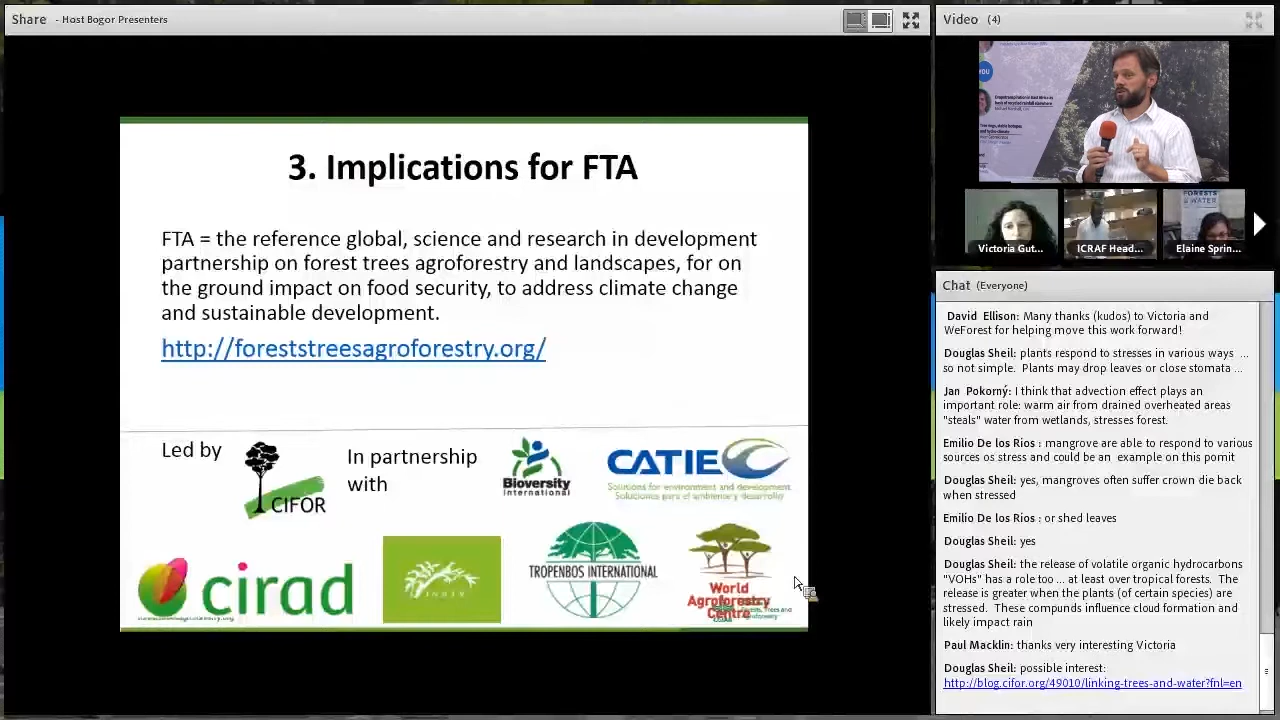 Share - Host Bogor Presenters
3. Implications for FTA
FTA = the reference global, science and research in development
partnership on forest trees agroforestry and landscapes, for on
the ground impact on food security, to address climate change
and sustainable development.
http://foreststreesagroforestry.org/
Led by
CIFOR
In partnership
with
Bioversity
International
CATIE
Solutions for environment and development
Soluciones para el ambiente y desarrollo
cirad
INBAR
TROPENBOS INTERNATIONAL
World
Agroforestry
Centre
Video (4)
YOU
Victoria Gut...
ICRAF Head...
FORESTS
& WATER
Elaine Sprin...
Chat (Everyone)
David Ellison: Many thanks (kudos) to Victoria and
WeForest for helping move this work forward!
Douglas Sheil: plants respond to stresses in various ways ...
so not simple. Plants may drop leaves or close stomata ...
Jan Pokorný: I think that advection effect plays an
important role: warm air from drained overheated areas
"steals" water from wetlands, stresses forest.
Emilio De los Rios : mangrove are able to respond to various
sources os stress and could be an example on this pornit
Douglas Sheil: yes, mangroves often suffer crown die back
when stressed
Emilio De los Rios : or shed leaves
Douglas Sheil: yes
Douglas Sheil: the release of volatile organic hydrocarbons
"VOHs" has a role too ... at least over tropical forests. The
release is greater when the plants (of certain species) are
stressed. These compunds influence cloud formation and
likely impact rain
Paul Macklin: thanks very interesting Victoria
Douglas Sheil: possible interest:
http://blog.cifor.org/49010/linking-trees-and-water?fnl=en